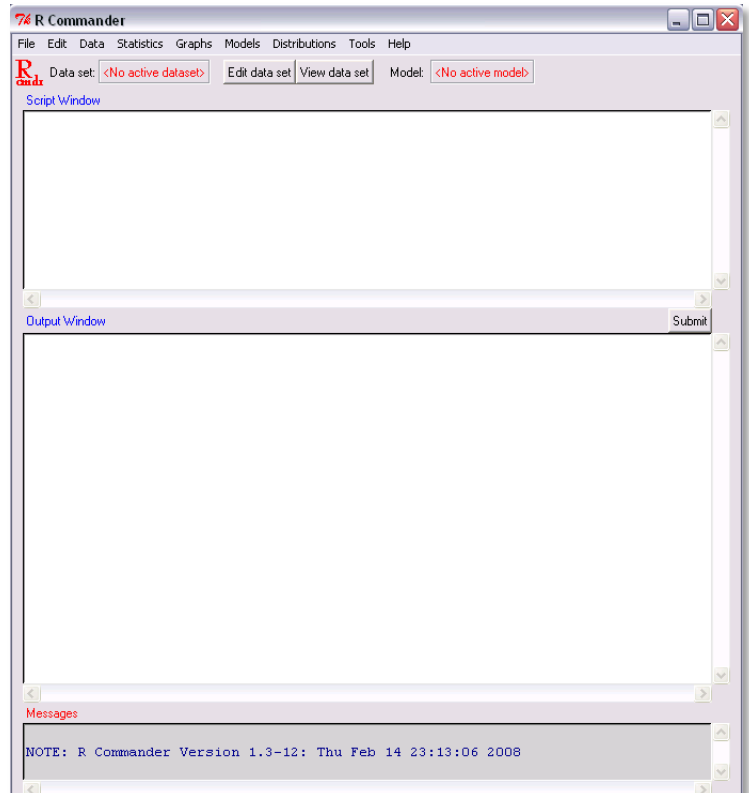 R Commander
File Edit Data Statistics Graphs Models Distributions Tools Help
R cmdr Data set: <No active dataset> Edit data set View data set Model: <No active model>
Script Window
Output Window Submit
Messages
NOTE: R Commander Version 1.3-12: Thu Feb 14 23:13:06 2008